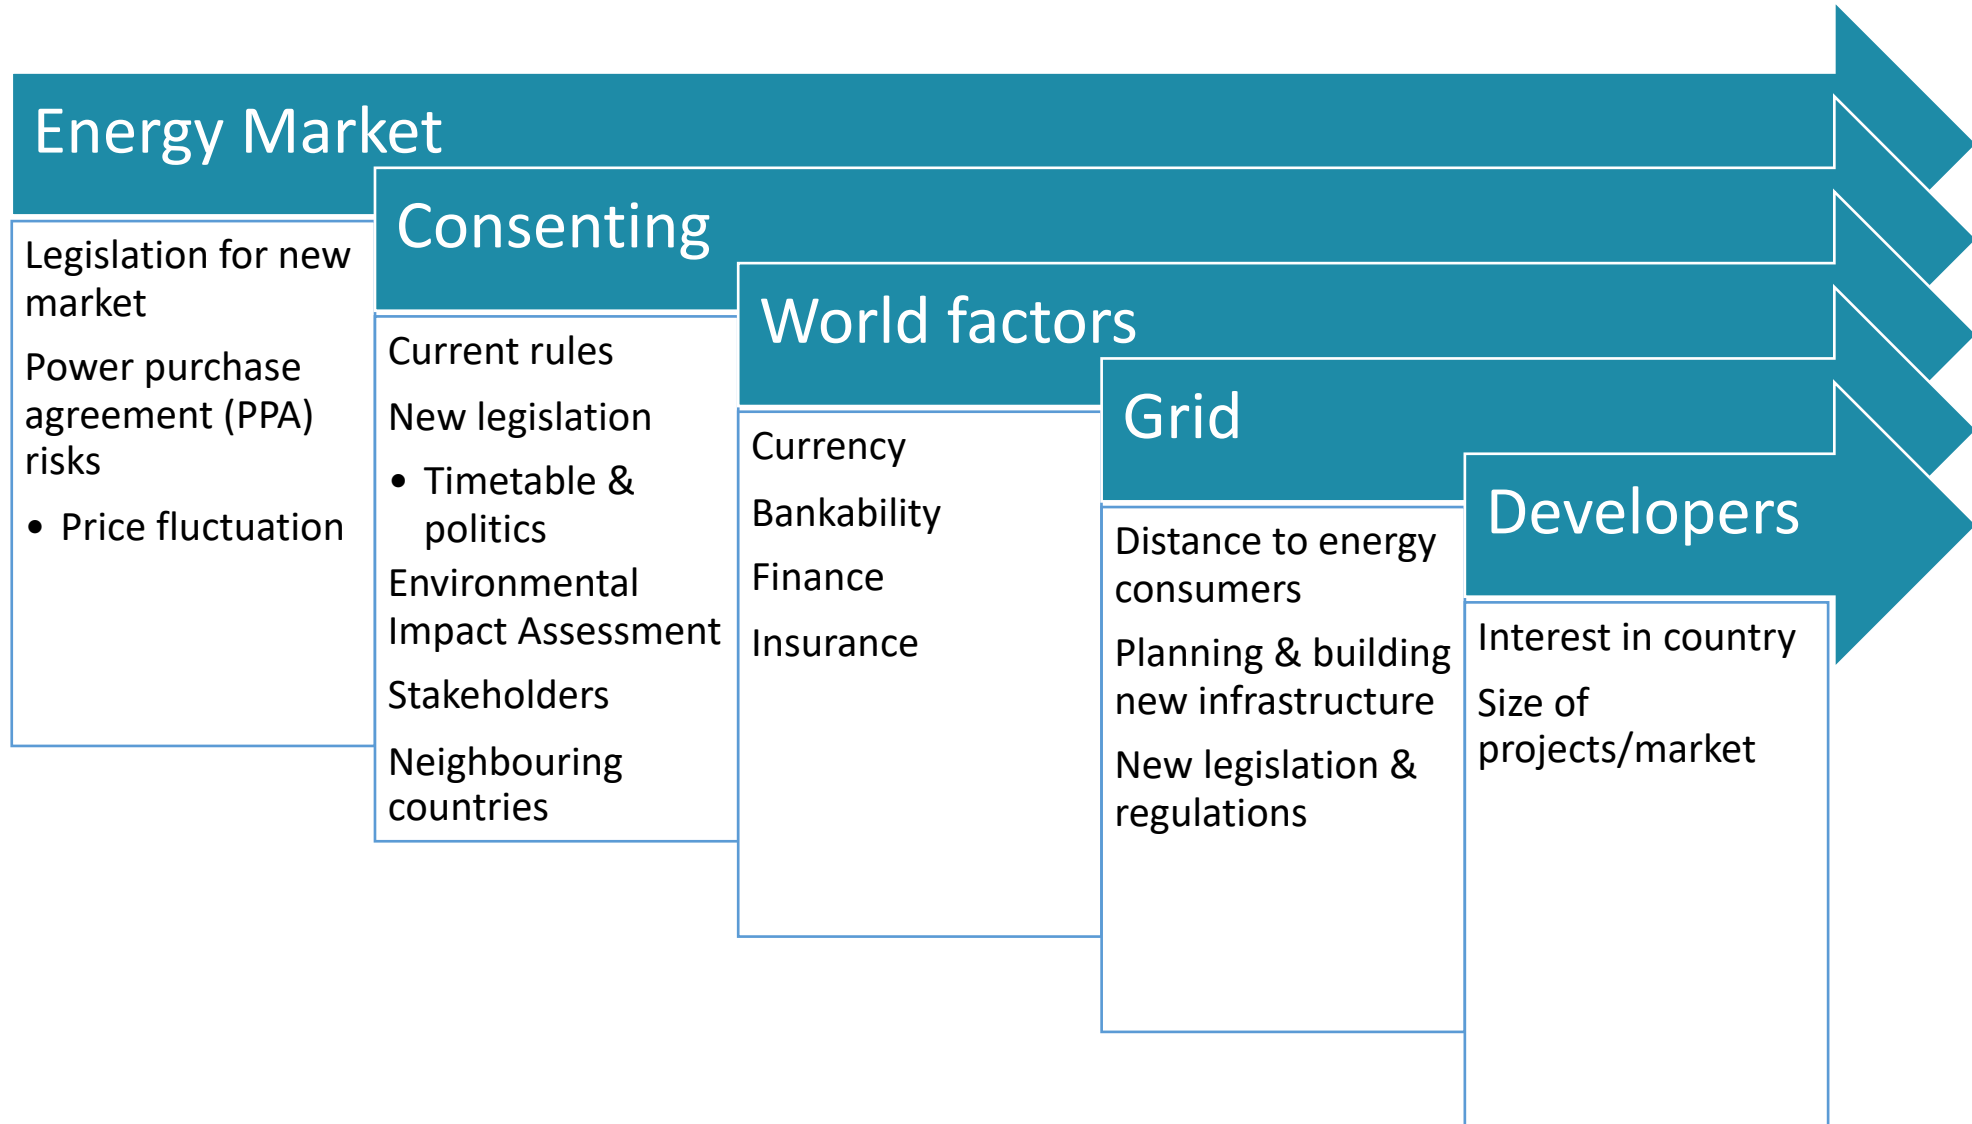 Energy Market
Legislation for new
market
Power purchase
agreement (PPA)
risks
• Price fluctuation
Consenting
Current rules
New legislation
• Timetable &
politics
Environmental
Impact Assessment
Stakeholders
Neighbouring
countries
World factors
Currency
Bankability
Finance
Insurance
Grid
Distance to energy
consumers
Planning & building
new infrastructure
New legislation &
regulations
Developers
Interest in country
Size of
projects/market